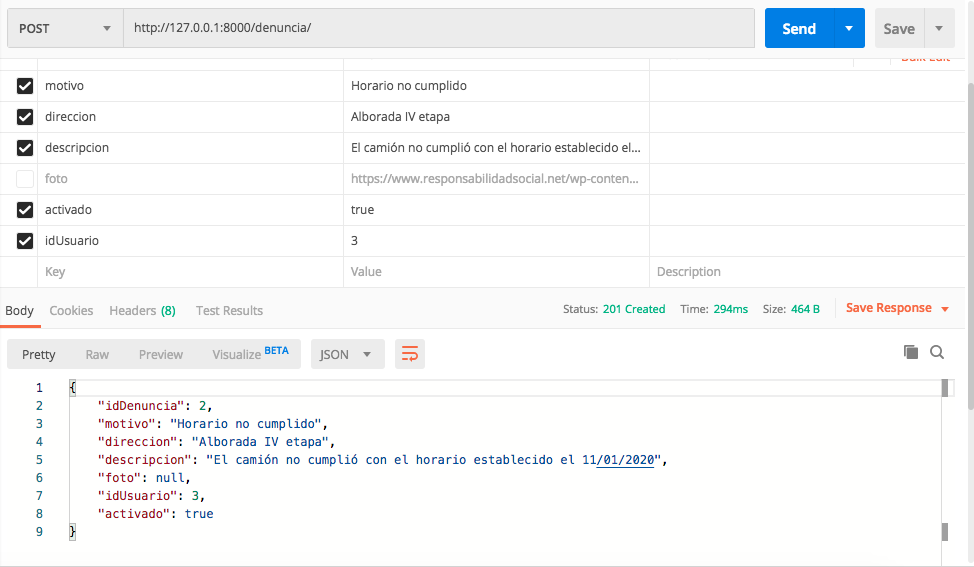 POST http://127.0.0.1:8000/denuncia/ Send Save
Bulk Edit
motivo Horario no cumplido
direccion Alborada IV etapa
descripcion El camión no cumplió con el horario establecido el...
foto https://www.responsabilidadsocial.net/wp-conten...
activado true
idUsuario 3
Key Value Description
Body Cookies Headers (8) Test Results Status: 201 Created Time: 294ms Size: 464 B Save Response
Pretty Raw Preview Visualize BETA JSON
1 {
2 "idDenuncia": 2,
3 "motivo": "Horario no cumplido",
4 "direccion": "Alborada IV etapa",
5 "descripcion": "El camión no cumplió con el horario establecido el 11/01/2020",
6 "foto": null,
7 "idUsuario": 3,
8 "activado": true
9 }